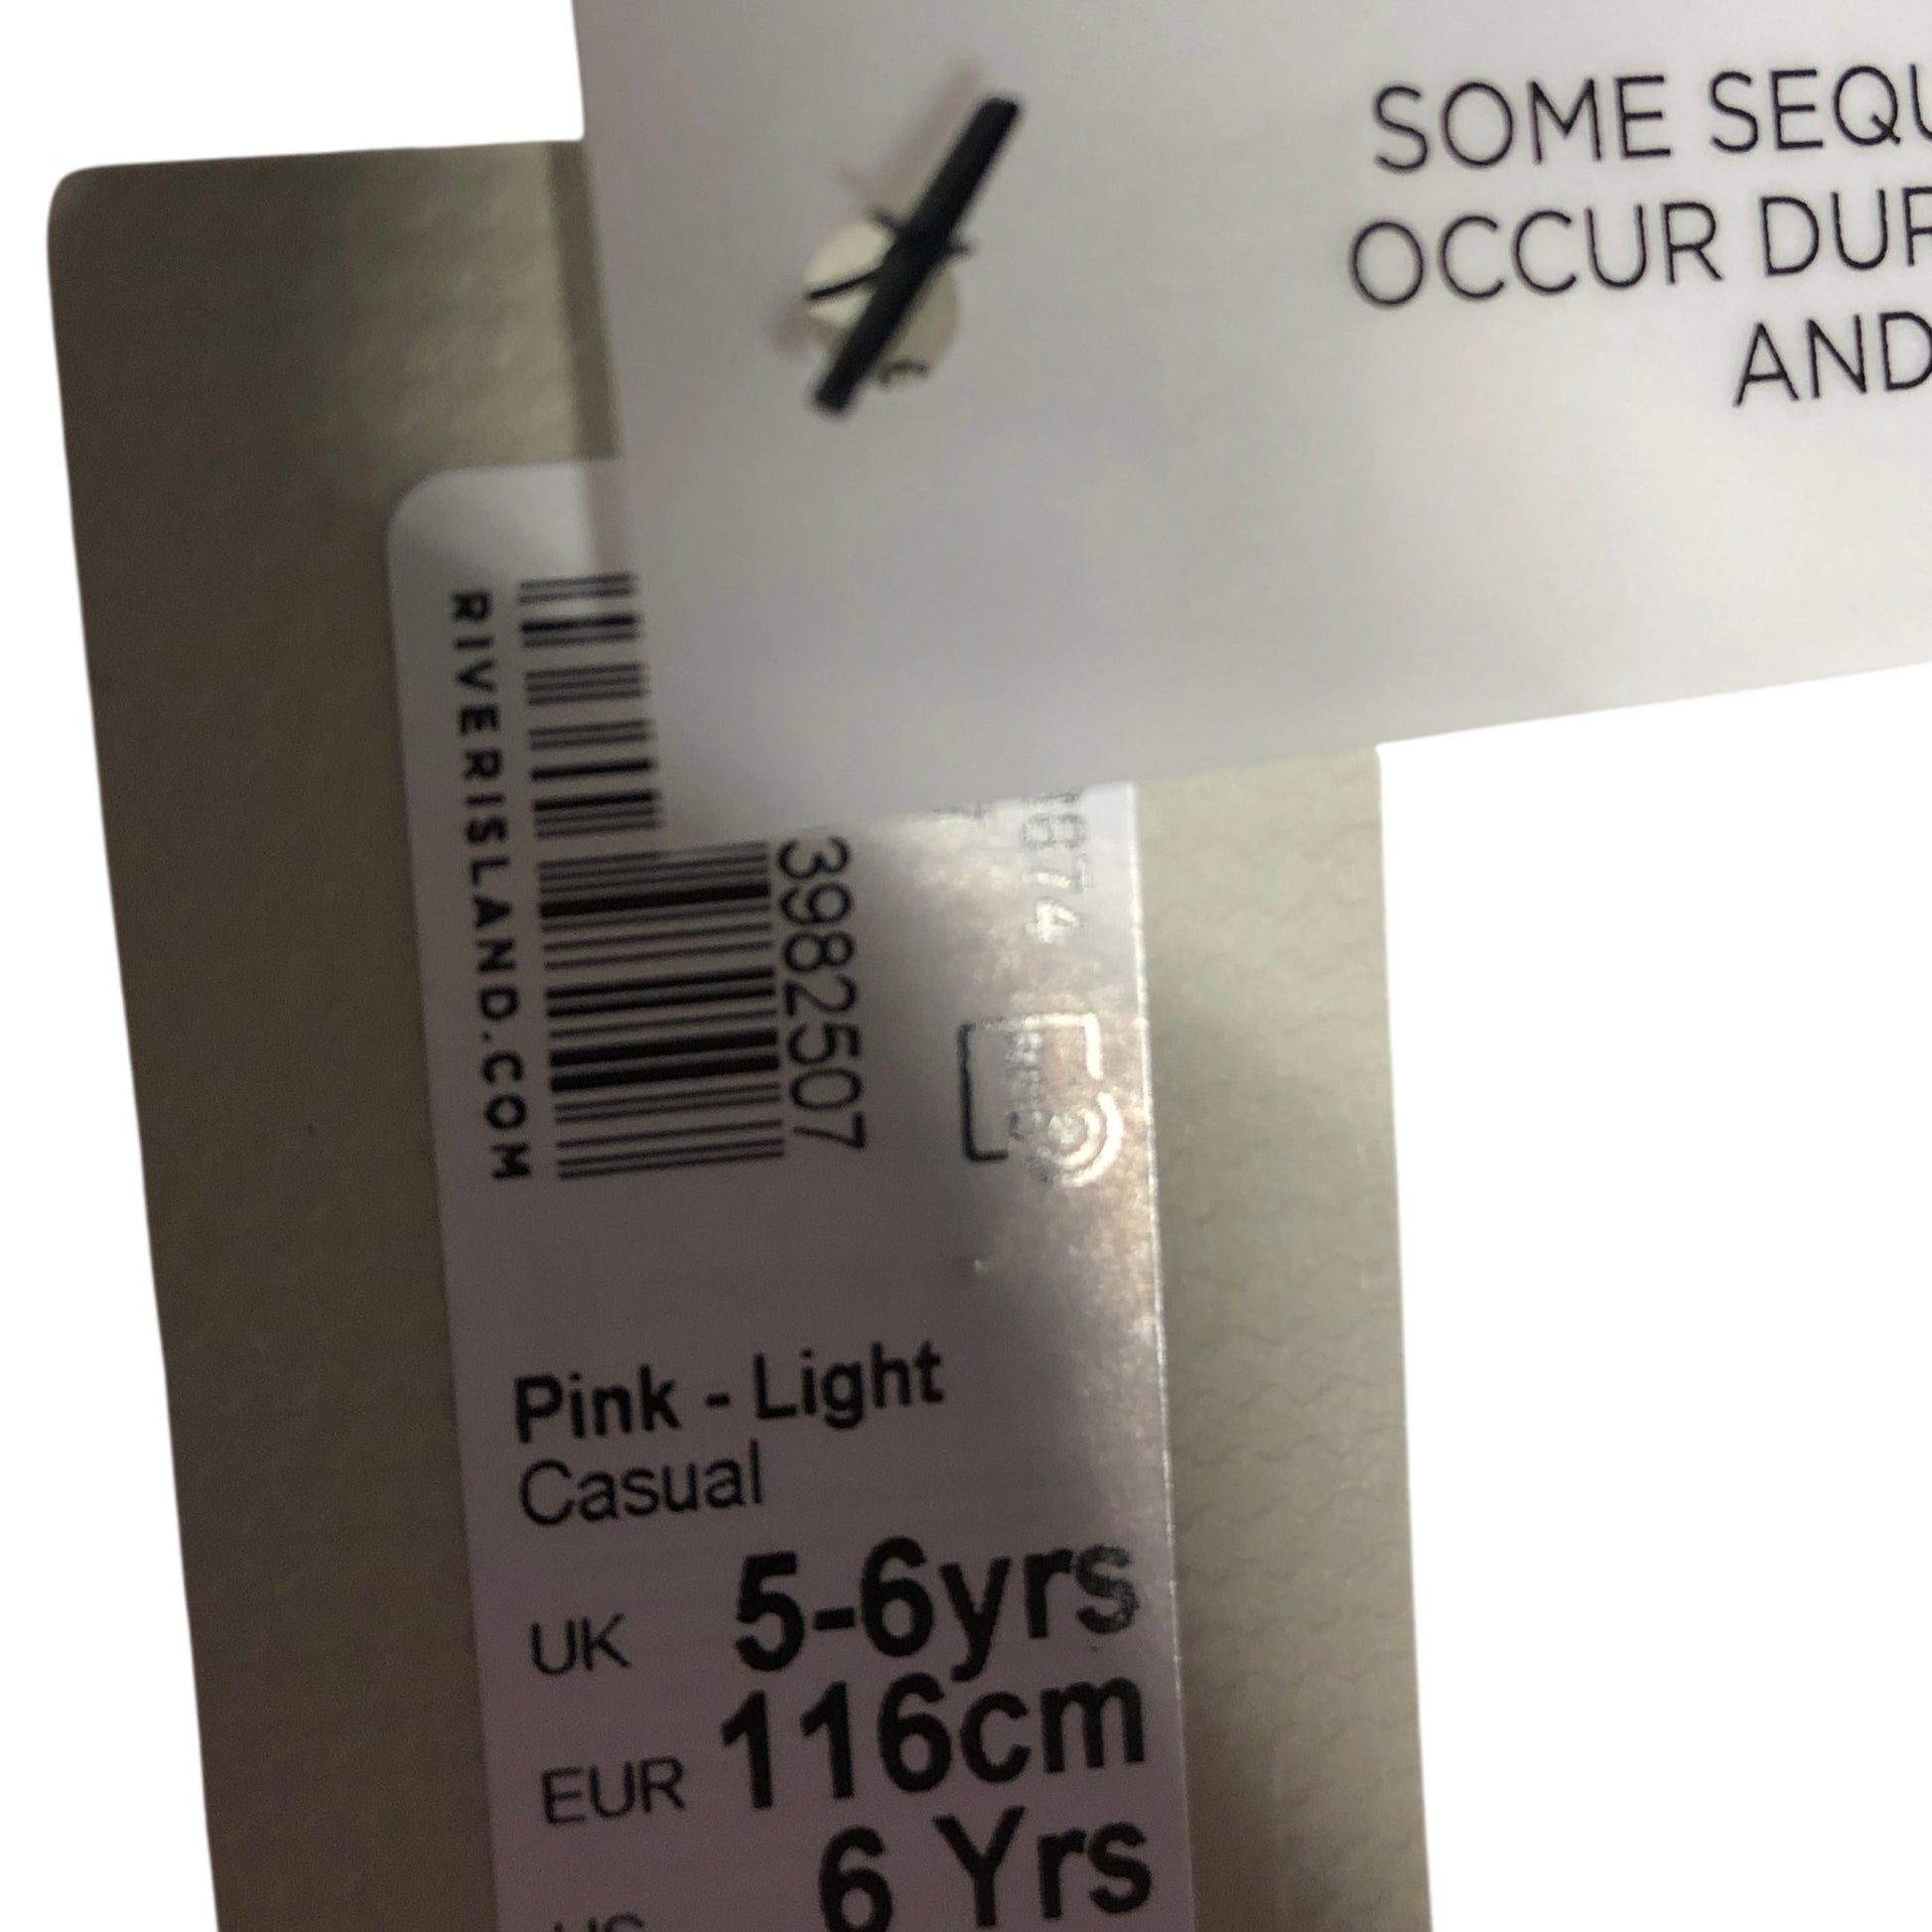 SOME SEQU
OCCUR DUR
AND
RIVERISLAND.COM
3982507
874
Pink - Light
Casual
UK 5-6yrs
EUR 116cm
US 6 Yrs